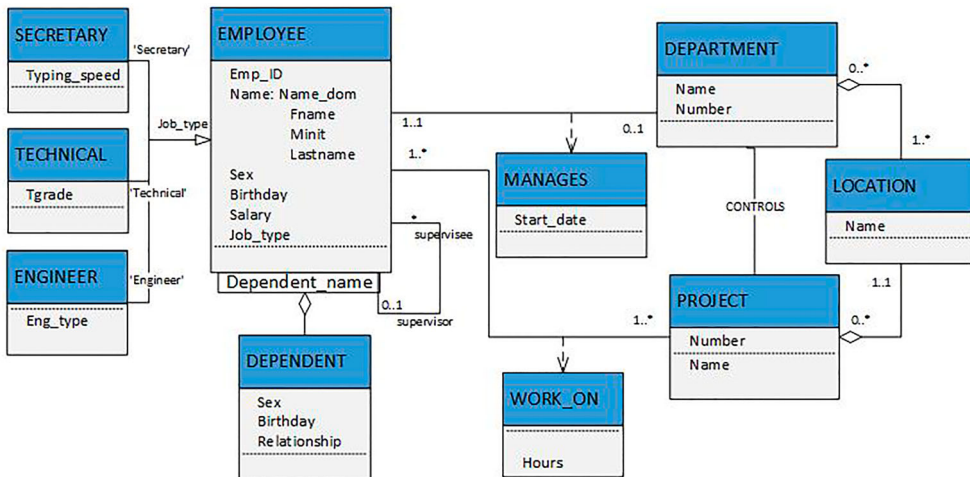 SECRETARY
Typing_speed
'Secretary'
TECHNICAL
Tgrade
'Technical'
ENGINEER
Eng_type
'Engineer'
Job_type
EMPLOYEE
Emp_ID
Name: Name_dom
Fname
Minit
Lastname
Sex
Birthday
Salary
Job_type
Dependent_name
DEPENDENT
Sex
Birthday
Relationship
*
supervisee
0..1
supervisor
1..1
0..1
1..*
1..*
MANAGES
Start_date
WORK_ON
Hours
DEPARTMENT
Name
Number
CONTROLS
PROJECT
Number
Name
0..*
1..*
LOCATION
Name
1..1
0..*